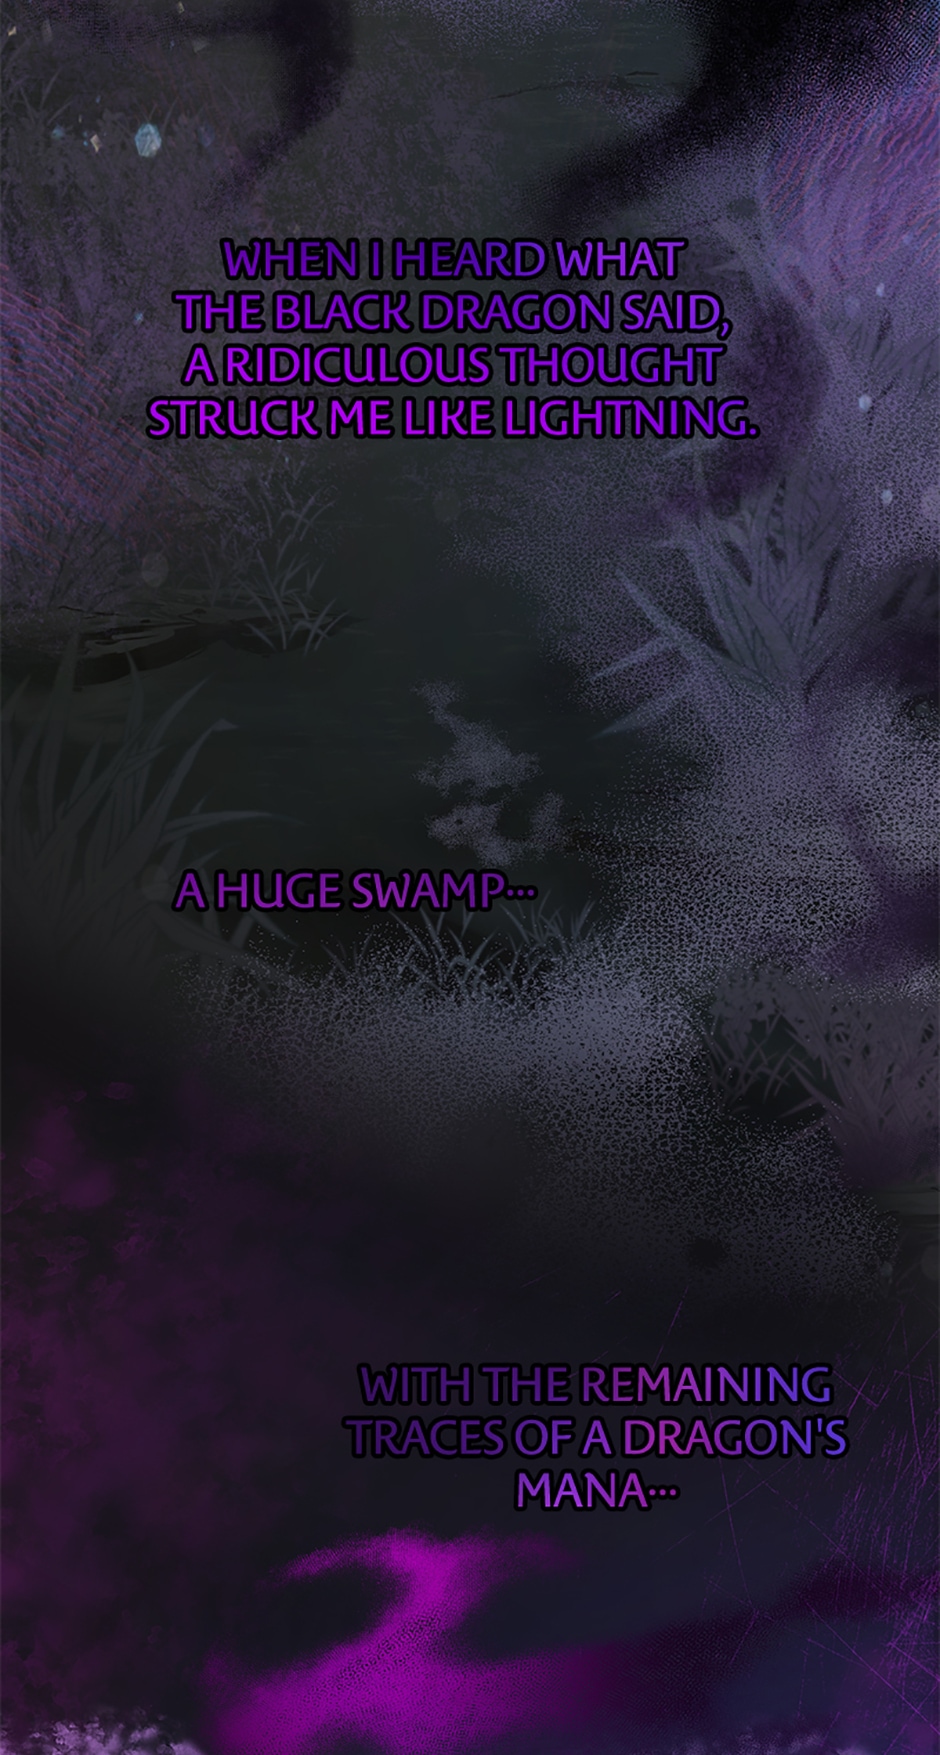 WHEN I HEARD WHAT
THE BLACK DRAGON SAID,
A RIDICULOUS THOUGHT
STRUCK ME LIKE LIGHTNING.
A HUGE SWAMP···
WITH THE REMAINING
TRACES OF A DRAGON'S
MANA···